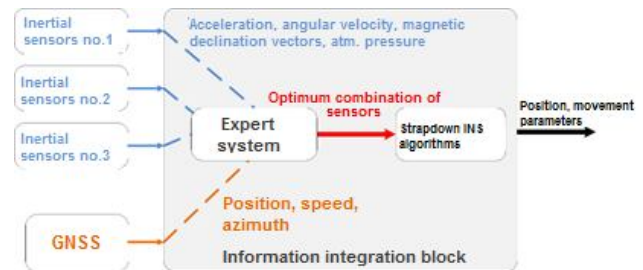 Inertial
sensors no.1
Acceleration, angular velocity, magnetic
declination vectors, atm. pressure
Inertial
sensors no.2
Optimum combination of
sensors
Position, movement
parameters
Expert
system
Strapdown INS
algorithms
Inertial
sensors no.3
Position, speed,
azimuth
GNSS
Information integration block